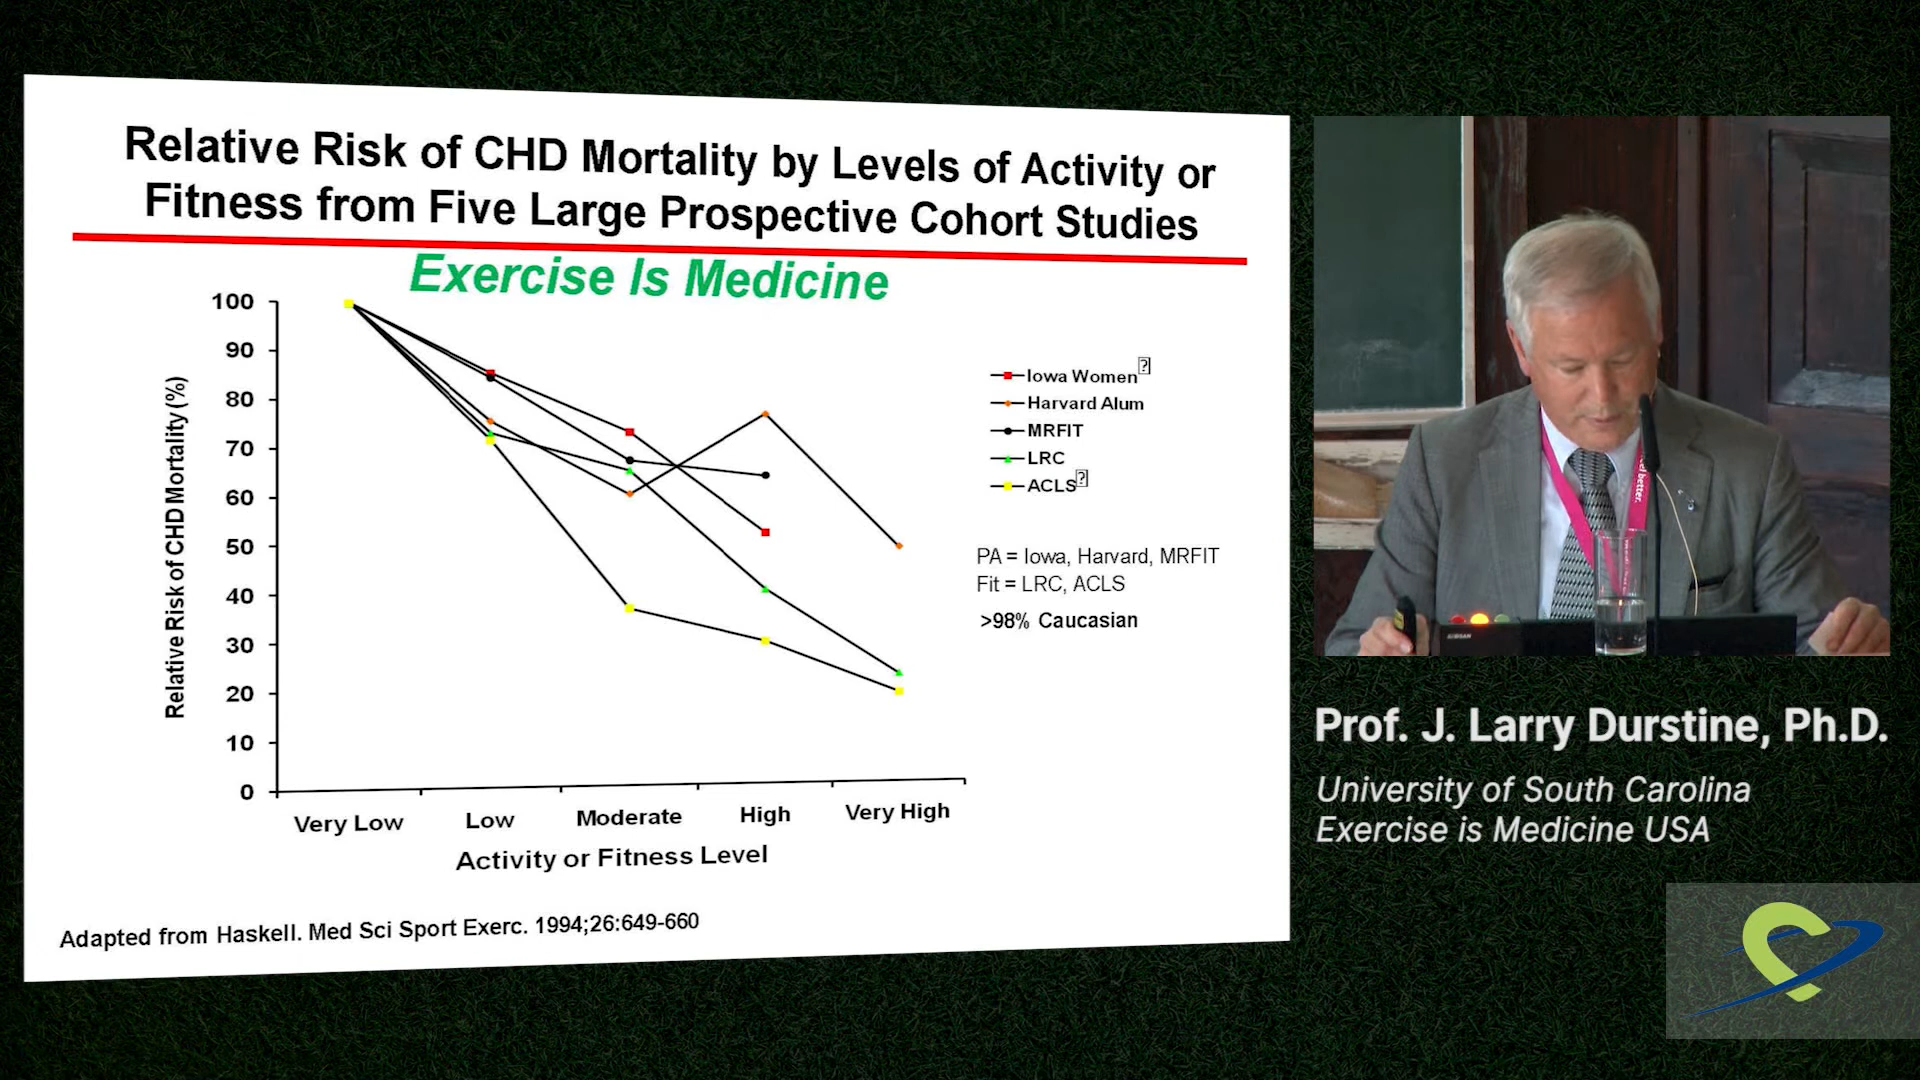 Relative Risk of CHD Mortality by Levels of Activity or
Fitness from Five Large Prospective Cohort Studies
Exercise Is Medicine
Relative Risk of CHD Mortality (%)
100
90
80
70
60
50
40
30
20
10
0
Very Low
Low
Moderate
High
Very High
Activity or Fitness Level
Iowa Women
Harvard Alum
MRFIT
LRC
ACLS
PA = Iowa, Harvard, MRFIT
Fit = LRC, ACLS
>98% Caucasian
Adapted from Haskell. Med Sci Sport Exerc. 1994;26:649-660
better.
Prof. J. Larry Durstine, Ph.D.
University of South Carolina
Exercise is Medicine USA